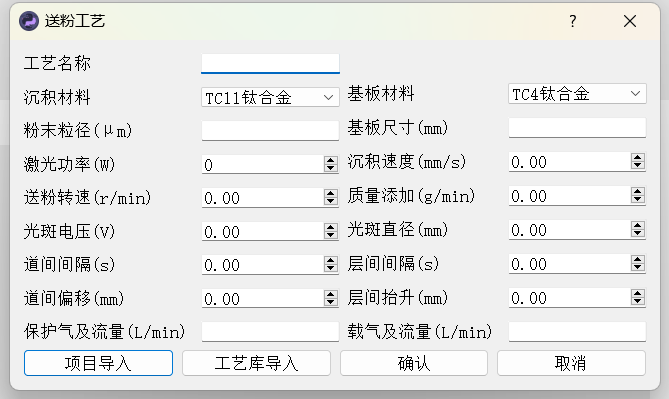 送粉工艺 ?
工艺名称
沉积材料 TC11钛合金 基板材料 TC4钛合金
粉末粒径(μm) 基板尺寸(mm)
激光功率(W) 0 沉积速度(mm/s) 0.00
送粉转速(r/min) 0.00 质量添加(g/min) 0.00
光斑电压(V) 0.00 光斑直径(mm) 0.00
道间间隔(s) 0.00 层间间隔(s) 0.00
道间偏移(mm) 0.00 层间抬升(mm) 0.00
保护气及流量(L/min) 载气及流量(L/min)
项目导入 工艺库导入 确认 取消